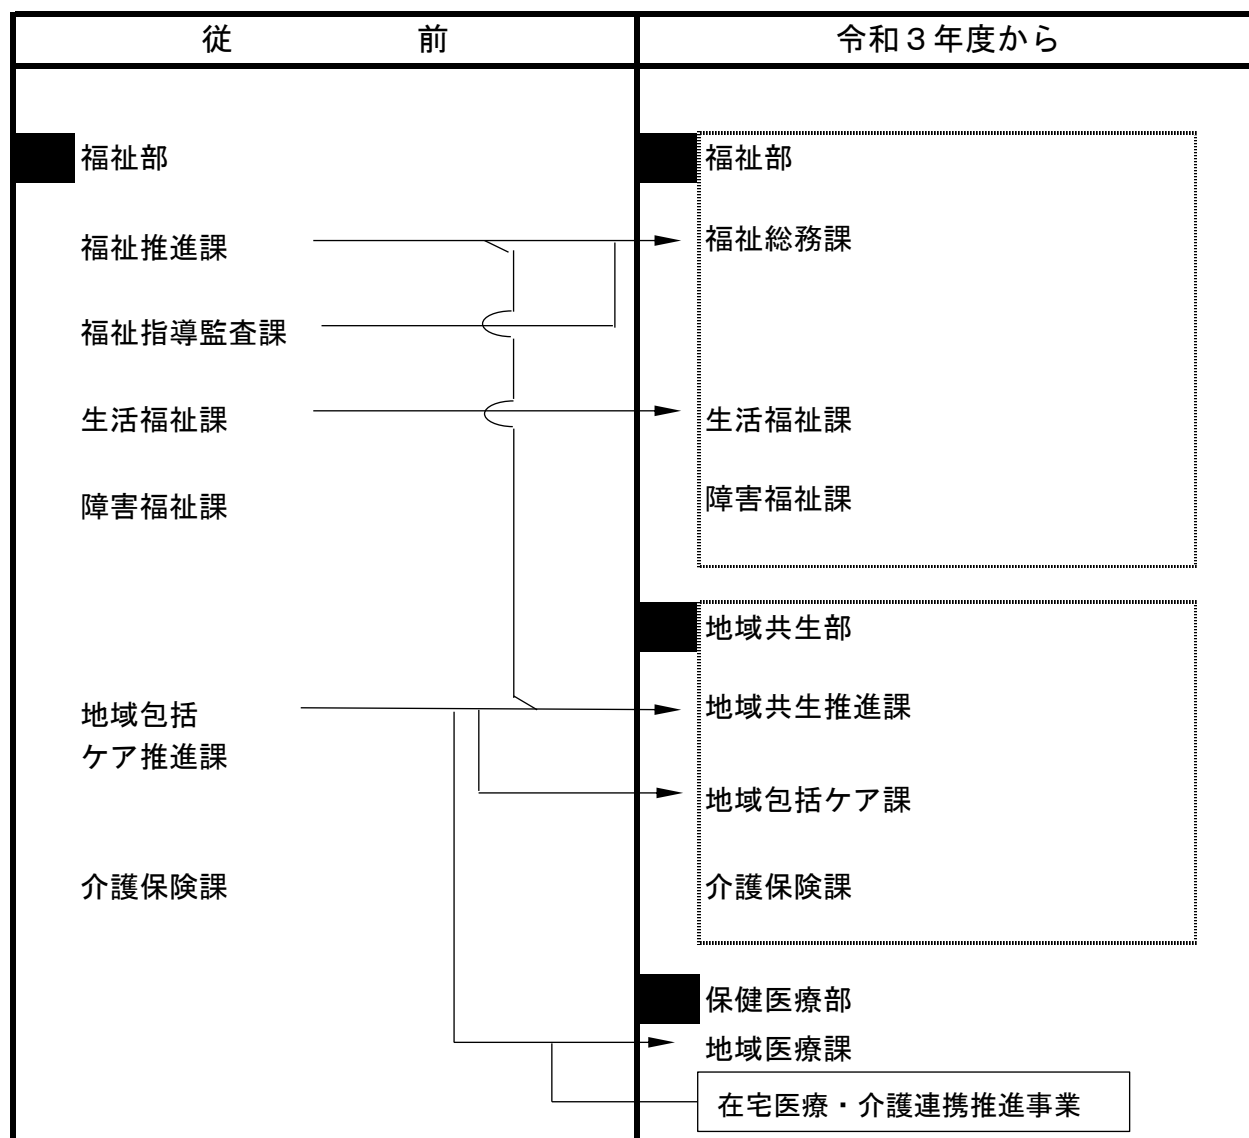 従　　　前
令和３年度から
福祉部
福祉推進課
福祉指導監査課
生活福祉課
障害福祉課
地域包括
ケア推進課
介護保険課
福祉部
福祉総務課
生活福祉課
障害福祉課
地域共生部
地域共生推進課
地域包括ケア課
介護保険課
保健医療部
地域医療課
在宅医療・介護連携推進事業